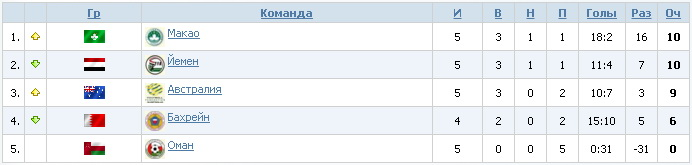 Гр Команда И В Н П Голы Раз Оч
1. Макао 5 3 1 1 18:2 16 10
2. Йемен 5 3 1 1 11:4 7 10
3. Австралия 5 3 0 2 10:7 3 9
4. Бахрейн 4 2 0 2 15:10 5 6
5. Оман 5 0 0 5 0:31 -31 0